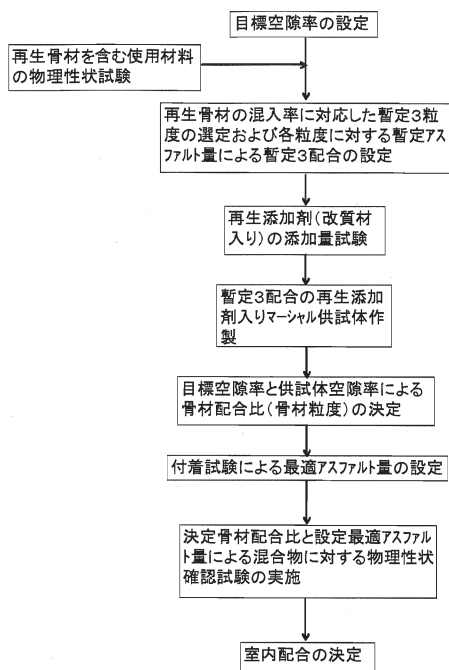 目標空隙率の設定
再生骨材を含む使用材料
の物理性状試験
再生骨材の混入率に対応した暫定3粒
度の選定および各粒度に対する暫定アス
ファルト量による暫定3配合の設定
再生添加剤(改質材
入り)の添加量試験
暫定3配合の再生添加
剤入りマーシャル供試体作
製
目標空隙率と供試体空隙率による
骨材配合比(骨材粒度)の決定
付着試験による最適アスファルト量の設定
決定骨材配合比と設定最適アスファル
ト量による混合物に対する物理性状
確認試験の実施
室内配合の決定